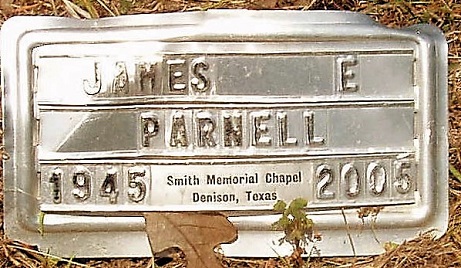 JAMES E
PARNELL
1945 Smith Memorial Chapel 2005
Denison, Texas